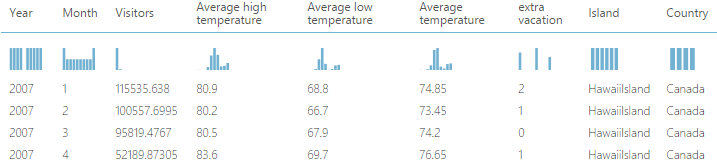 Year Month Visitors Average high temperature Average low temperature Average temperature extra vacation Island Country
2007 1 115535.638 80.9 68.8 74.85 2 HawaiiIsland Canada
2007 2 100557.6995 80.2 66.7 73.45 1 HawaiiIsland Canada
2007 3 95819.4767 80.5 67.9 74.2 0 HawaiiIsland Canada
2007 4 52189.87305 83.6 69.7 76.65 1 HawaiiIsland Canada